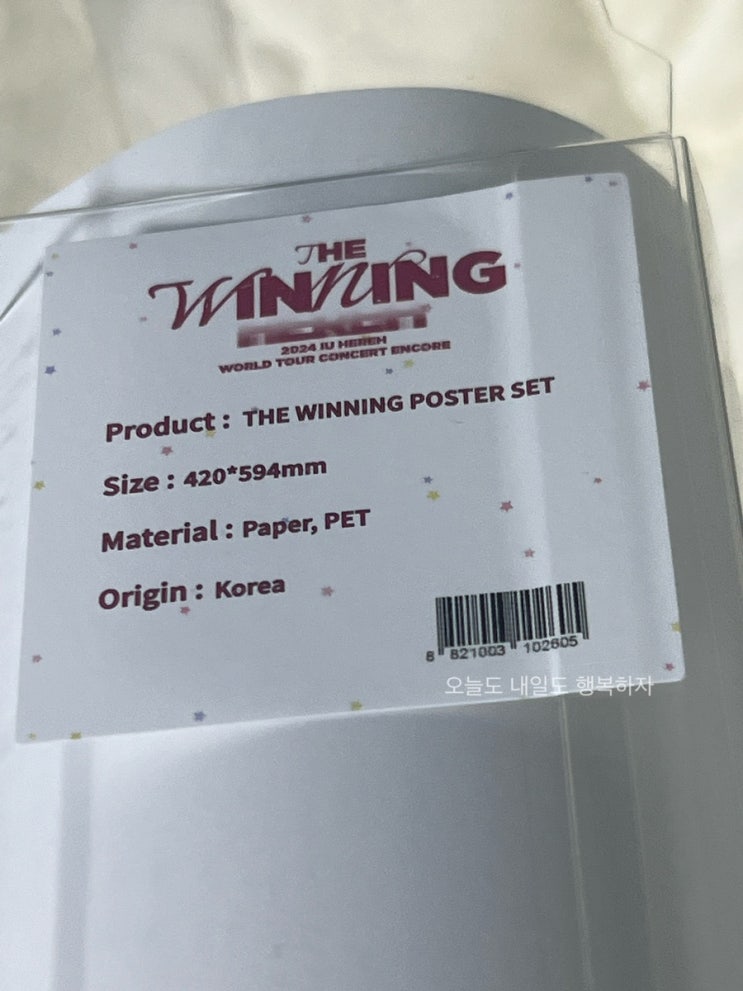 THE
WINNING
2024 IU HEREH
WORLD TOUR CONCERT ENCORE
Product : THE WINNING POSTER SET
Size : 420*594mm
Material : Paper, PET
Origin : Korea
8 821003 102605
오늘도 내일도 행복하자